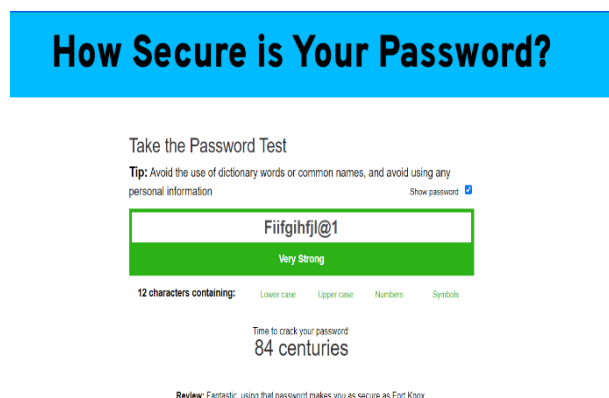 How Secure is Your Password?
Take the Password Test
Tip: Avoid the use of dictionary words or common names, and avoid using any
personal information
Show password:
Fiifgihfjl@1
Very Strong
12 characters containing:
Lower case
Upper case
Numbers
Symbols
Time to crack your password:
84 centuries
Review: Fantastic, using that password makes you as secure as Fort Knox.